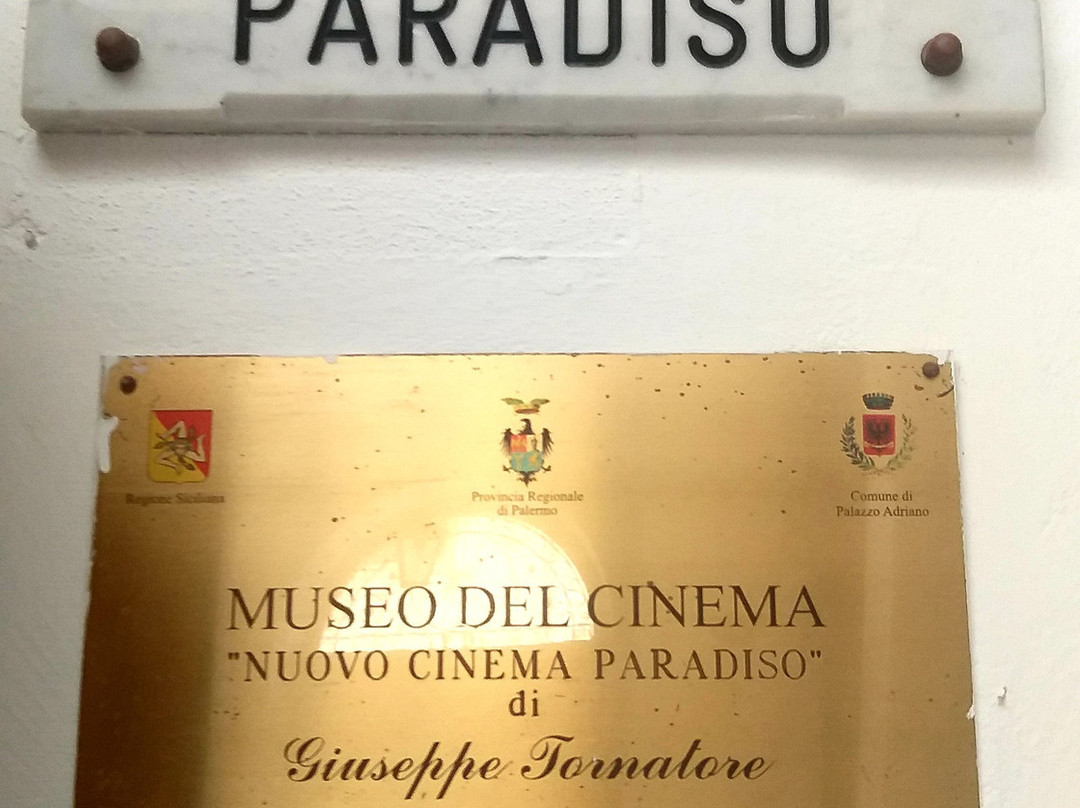 PARADISO
Regione Siciliana
Provincia Regionale
di Palermo
Comune di
Palazzo Adriano
MUSEO DEL CINEMA
"NUOVO CINEMA PARADISO"
di
Giuseppe Tornatore